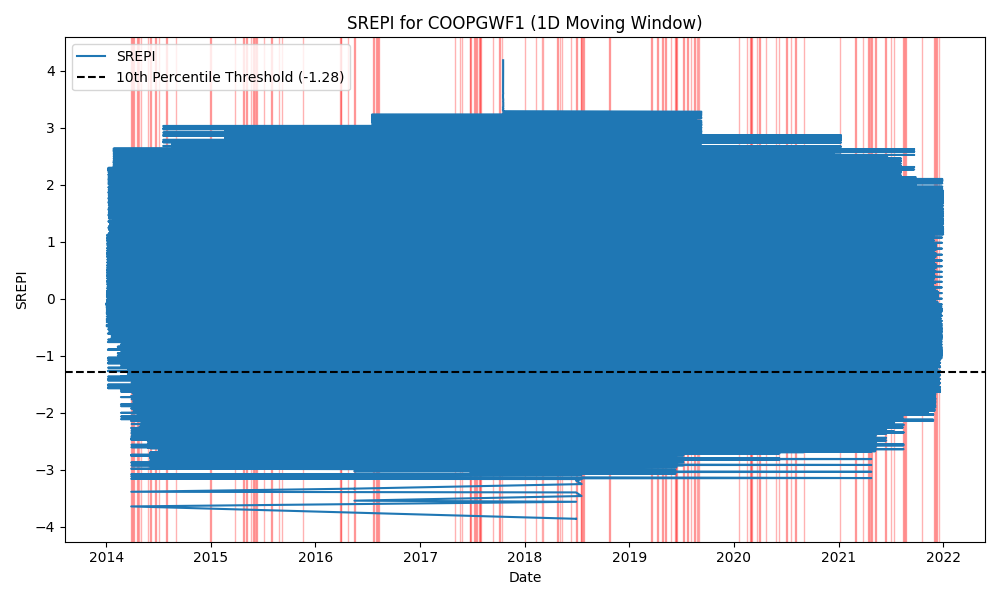 SREPI for COOPGWF1 (1D Moving Window)
SREPI
10th Percentile Threshold (-1.28)
4
3
2
1
0
−1
−2
−3
−4
SREPI
2014 2015 2016 2017 2018 2019 2020 2021 2022
Date